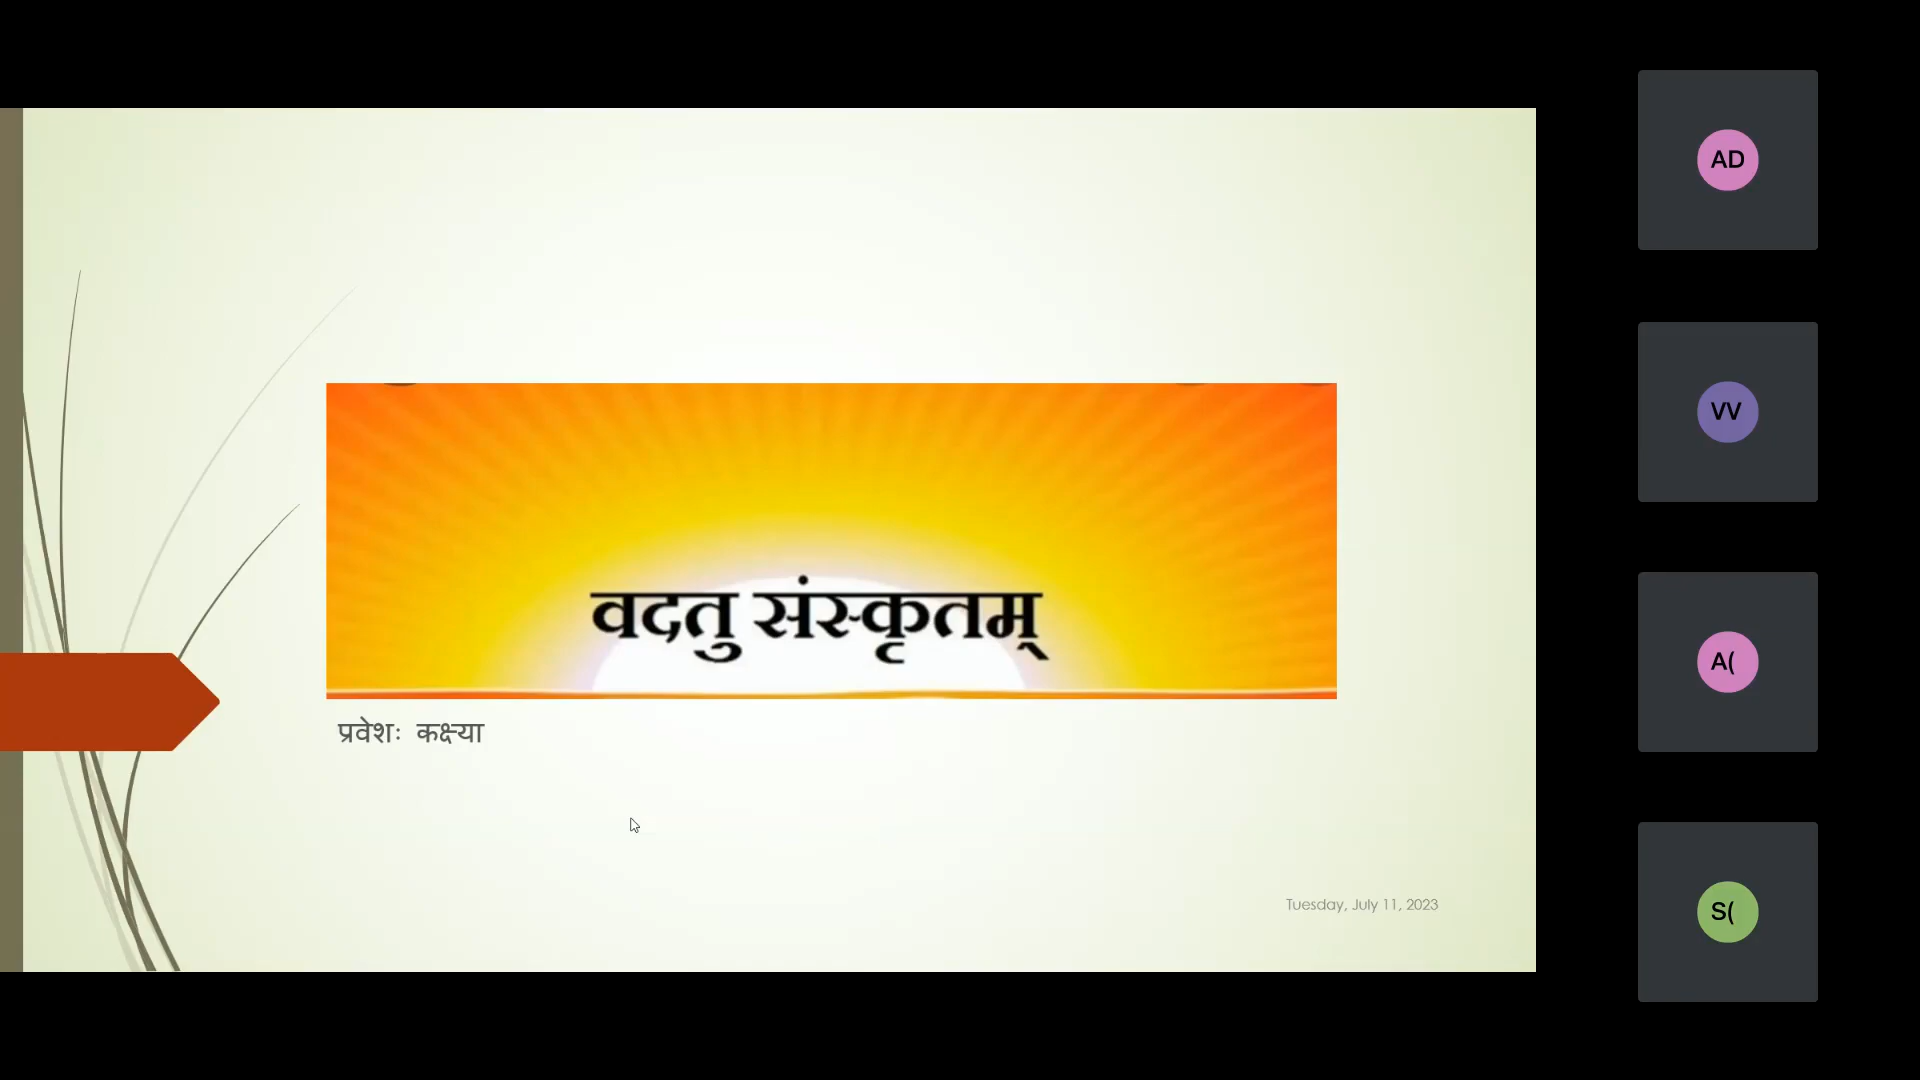 वदतु संस्कृतम्
प्रवेशः कक्ष्या
Tuesday, July 11, 2023
AD
VV
A(
S(